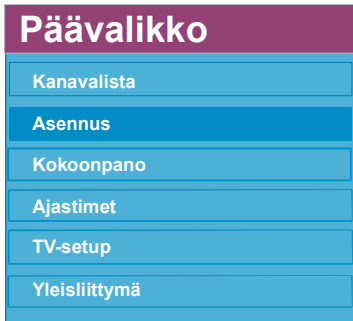 Päävalikko
Kanavalista
Asennus
Kokoonpano
Ajastimet
TV-setup
Yleisliittymä